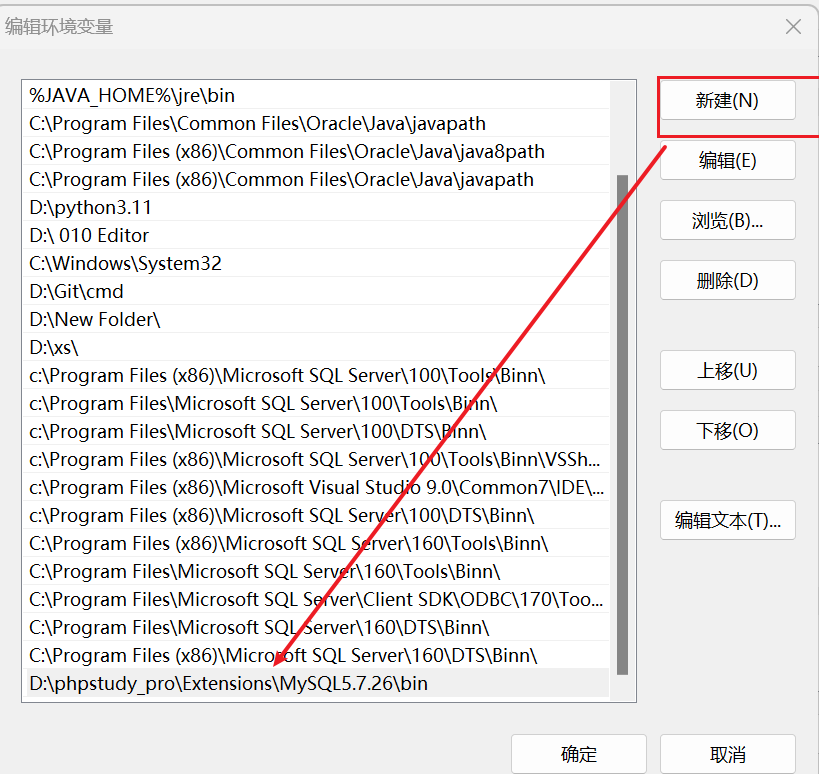 编辑环境变量
%JAVA_HOME%\jre\bin
C:\Program Files\Common Files\Oracle\Java\javapath
C:\Program Files (x86)\Common Files\Oracle\Java\java8path
C:\Program Files (x86)\Common Files\Oracle\Java\javapath
D:\python3.11
D:\ 010 Editor
C:\Windows\System32
D:\Git\cmd
D:\New Folder\
D:\xs\
c:\Program Files (x86)\Microsoft SQL Server\100\Tools\Binn\
c:\Program Files\Microsoft SQL Server\100\Tools\Binn\
c:\Program Files\Microsoft SQL Server\100\DTS\Binn\
c:\Program Files (x86)\Microsoft SQL Server\100\Tools\Binn\VSSh...
c:\Program Files (x86)\Microsoft Visual Studio 9.0\Common7\IDE\...
c:\Program Files (x86)\Microsoft SQL Server\100\DTS\Binn\
C:\Program Files (x86)\Microsoft SQL Server\160\Tools\Binn\
C:\Program Files\Microsoft SQL Server\160\Tools\Binn\
C:\Program Files\Microsoft SQL Server\Client SDK\ODBC\170\Too...
C:\Program Files\Microsoft SQL Server\160\DTS\Binn\
C:\Program Files (x86)\Microsoft SQL Server\160\DTS\Binn\
D:\phpstudy_pro\Extensions\MySQL5.7.26\bin
新建(N)
编辑(E)
浏览(B)...
删除(D)
上移(U)
下移(O)
编辑文本(T)...
确定
取消